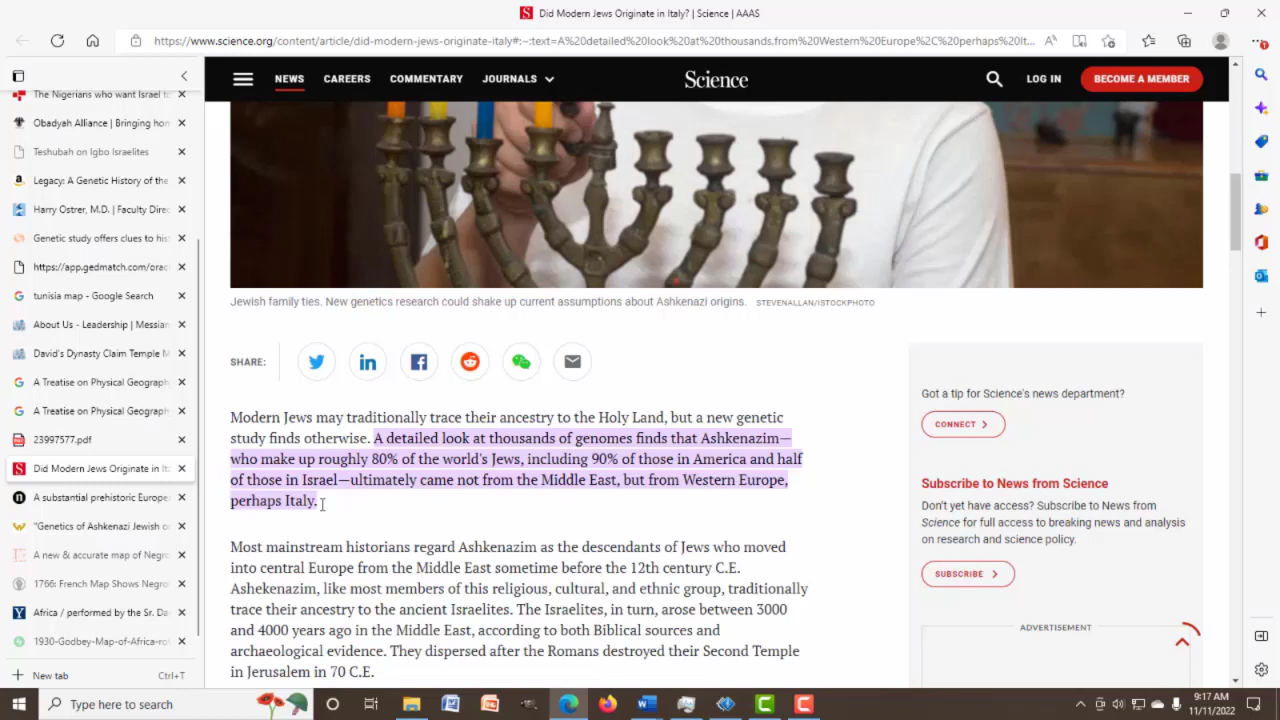 Did Modern Jews Originate in Italy? | Science | AAAS
https://www.science.org/content/article/did-modern-jews-originate-italy#:~:text=A%20detailed%20look%20at%20thousands,from%20Western%20Europe%2C%20perhaps%20It...
The Nigerians who want Israel to
Obadyah Alliance | Bringing hom
Teshubah on Igbo Israelites
Legacy: A Genetic History of the
Harry Ostrer, M.D. | Faculty Direc
Genetic study offers clues to his
https://app.gedmatch.com/orac
tunisia map - Google Search
About Us - Leadership | Messian
David's Dynasty Claim Temple M
A Treatise on Physical Geograph
A Treatise on Physical Geograph
23997577.pdf
Did Modern Jews Originate in It
A substantial prehistoric Europe
"Genetics of Ashkenazi Jewish o
A new & accurate map of Negro
1766: French Map Shows Negro
Africa / performed by the Sr. Da
1930-Godbey-Map-of-Africa-ro
New tab Ctrl+T
NEWS CAREERS COMMENTARY JOURNALS Science LOG IN BECOME A MEMBER
Jewish family ties. New genetics research could shake up current assumptions about Ashkenazi origins. STEVENALLAN/ISTOCKPHOTO
SHARE:
Modern Jews may traditionally trace their ancestry to the Holy Land, but a new genetic
study finds otherwise. A detailed look at thousands of genomes finds that Ashkenazim—
who make up roughly 80% of the world's Jews, including 90% of those in America and half
of those in Israel—ultimately came not from the Middle East, but from Western Europe,
perhaps Italy.
Most mainstream historians regard Ashkenazim as the descendants of Jews who moved
into central Europe from the Middle East sometime before the 12th century C.E.
Ashekenazim, like most members of this religious, cultural, and ethnic group, traditionally
trace their ancestry to the ancient Israelites. The Israelites, in turn, arose between 3000
and 4000 years ago in the Middle East, according to both Biblical sources and
archaeological evidence. They dispersed after the Romans destroyed their Second Temple
in Jerusalem in 70 C.E.
Got a tip for Science's news department?
CONNECT
Subscribe to News from Science
Don't yet have access? Subscribe to News from
Science for full access to breaking news and analysis
on research and science policy.
SUBSCRIBE
ADVERTISEMENT
Type here to search
9:17 AM
11/11/2022